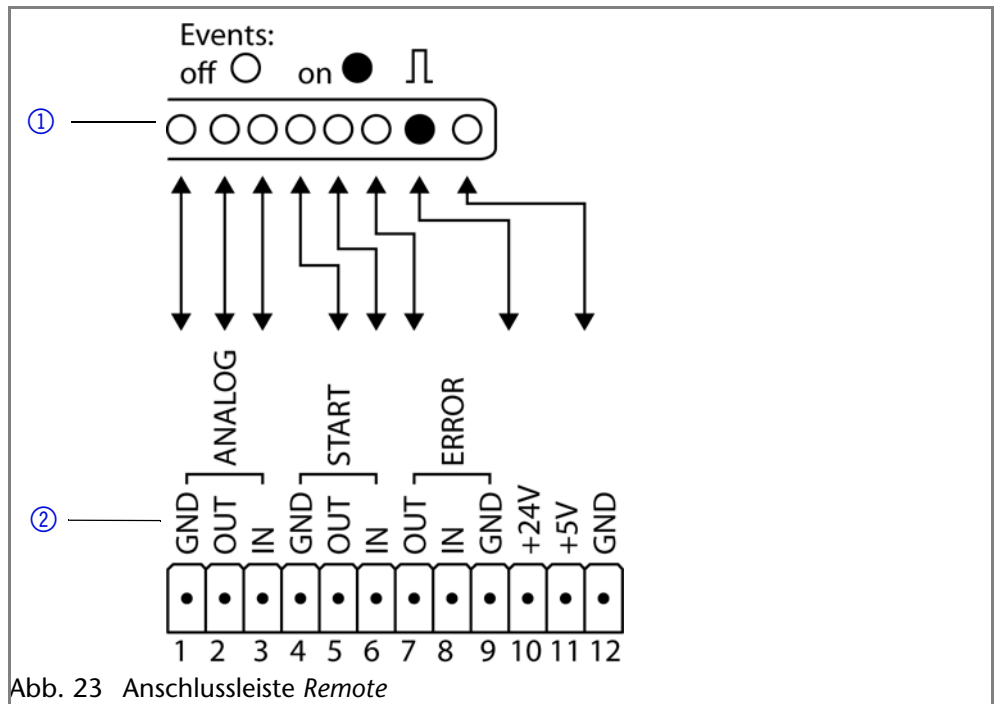 Events:
off on
①
ANALOG START ERROR
② GND OUT IN GND OUT IN OUT IN GND +24V +5V GND
1 2 3 4 5 6 7 8 9 10 11 12
Abb. 23 Anschlussleiste Remote